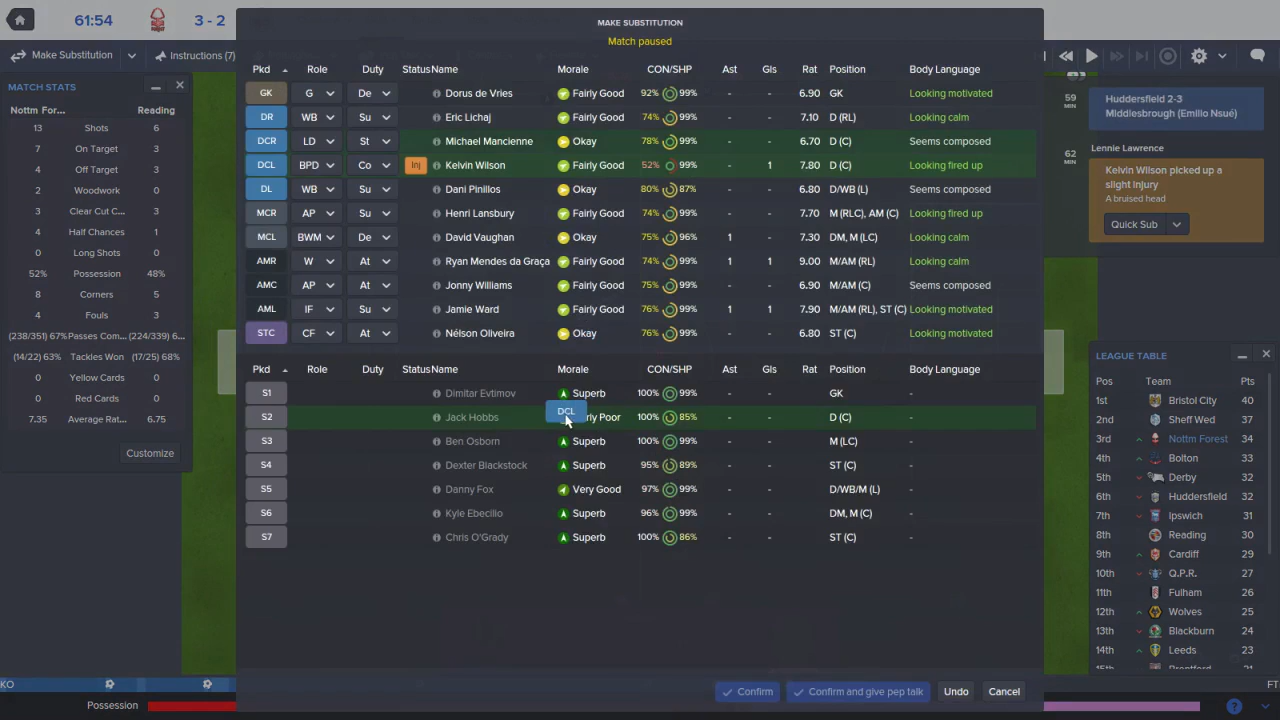 61:54
3 - 2
MAKE SUBSTITUTION
Match paused
Make Substitution
Instructions (7)
MATCH STATS
Nottm For... Reading
13 Shots 6
7 On Target 3
4 Off Target 3
2 Woodwork 0
3 Clear Cut C... 3
4 Half Chances 1
0 Long Shots 0
52% Possession 48%
8 Corners 5
4 Fouls 3
(238/351) 67% Passes Com... (224/339) 6...
(14/22) 63% Tackles Won (17/25) 68%
0 Yellow Cards 0
0 Red Cards 0
7.35 Average Rat... 6.75
Customize
Pkd Role Duty Status Name Morale CON/SHP Ast Gls Rat Position Body Language
GK G De Dorus de Vries Fairly Good 92% 99% - - 6.90 GK Looking motivated
DR WB Su Eric Lichaj Fairly Good 74% 99% - - 7.10 D (RL) Looking calm
DCR LD St Michael Mancienne Okay 78% 99% - - 6.70 D (C) Seems composed
DCL BPD Co Inj Kelvin Wilson Fairly Good 52% 99% - 1 7.80 D (C) Looking fired up
DL WB Su Dani Pinillos Okay 80% 87% - - 6.80 D/WB (L) Seems composed
MCR AP Su Henri Lansbury Fairly Good 74% 99% - - 7.70 M (RLC), AM (C) Looking fired up
MCL BWM De David Vaughan Okay 75% 96% 1 - 7.30 DM, M (LC) Looking calm
AMR W At Ryan Mendes da Graça Fairly Good 74% 99% 1 1 9.00 M/AM (RL) Looking calm
AMC AP At Jonny Williams Fairly Good 75% 99% - - 6.90 M/AM (C) Seems composed
AML IF Su Jamie Ward Fairly Good 76% 99% 1 1 7.90 M/AM (RL), ST (C) Looking motivated
STC CF At Nélson Oliveira Okay 76% 99% - - 6.80 ST (C) Looking motivated
Pkd Role Duty Status Name Morale CON/SHP Ast Gls Rat Position Body Language
S1 Dimitar Evtimov Superb 100% 99% - - - GK -
DCL
S2 Jack Hobbs Poor 100% 85% - - - D (C) -
S3 Ben Osborn Superb 100% 99% - - - M (LC) -
S4 Dexter Blackstock Superb 95% 89% - - - ST (C) -
S5 Danny Fox Very Good 97% 99% - - - D/WB/M (L) -
S6 Kyle Ebecilio Superb 96% 99% - - - DM, M (C) -
S7 Chris O'Grady Superb 100% 86% - - - ST (C) -
Confirm
Confirm and give pep talk
Undo
Cancel
59
MIN
Huddersfield 2-3
Middlesbrough (Emilio Nsué)
62
MIN
Lennie Lawrence
Kelvin Wilson picked up a
slight injury
A bruised head
Quick Sub
LEAGUE TABLE
Pos Team Pts
1st Bristol City 40
2nd Sheff Wed 37
3rd Nottm Forest 34
4th Bolton 33
5th Derby 32
6th Huddersfield 32
7th Ipswich 31
8th Reading 30
9th Cardiff 29
10th Q.P.R. 27
11th Fulham 26
12th Wolves 25
13th Blackburn 24
14th Leeds 23
15th Brentford 21
KO
FT
Possession
?